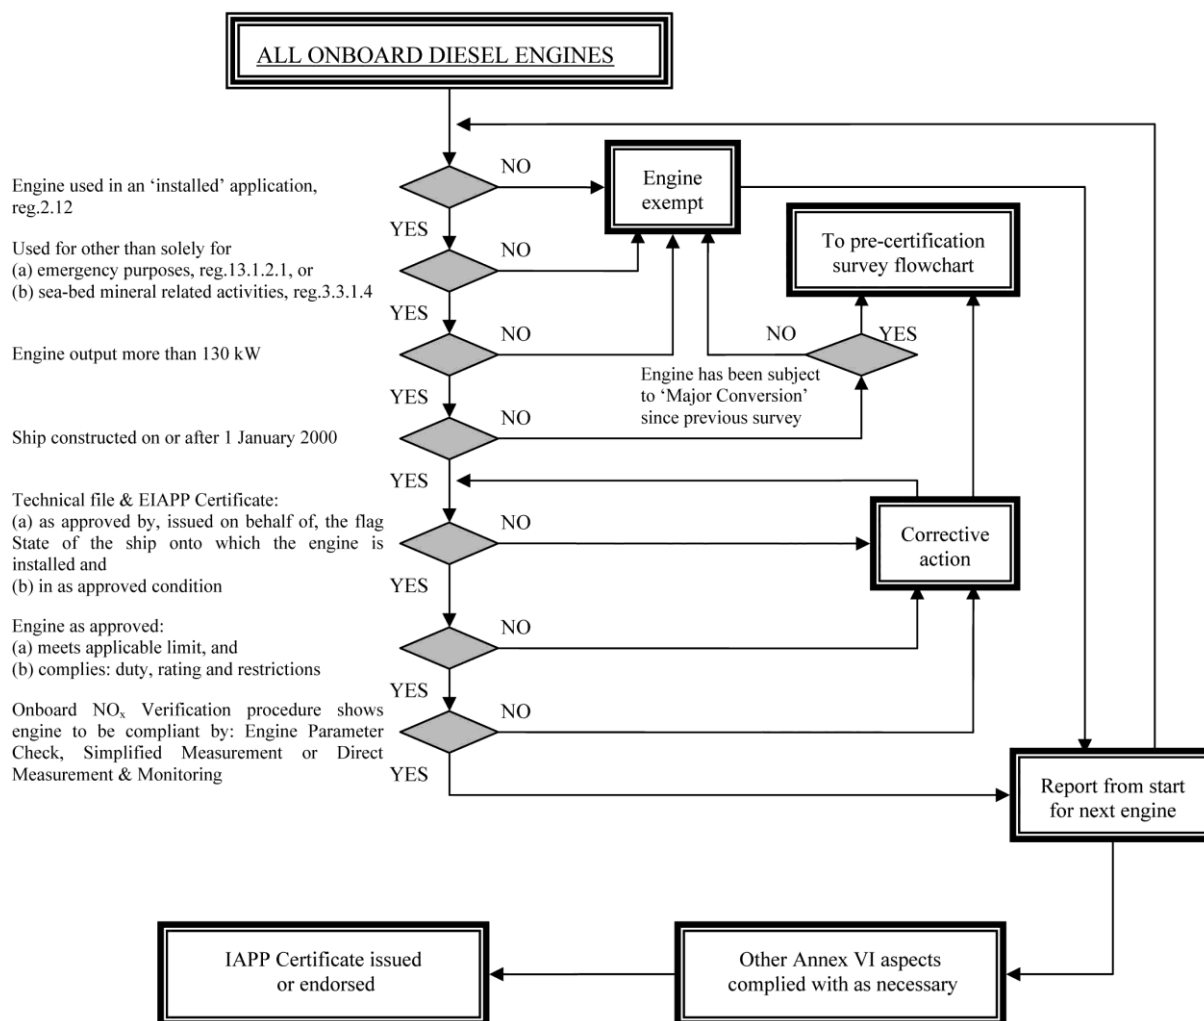 ALL ONBOARD DIESEL ENGINES
NO
Engine used in an ‘installed’ application,
reg.2.12
Engine
exempt
YES
To pre-certification
survey flowchart
Used for other than solely for
(a) emergency purposes, reg.13.1.2.1, or
(b) sea-bed mineral related activities, reg.3.3.1.4
NO
YES
NO
NO
YES
Engine output more than 130 kW
Engine has been subject
to ‘Major Conversion’
since previous survey
YES
NO
Ship constructed on or after 1 January 2000
YES
Technical file & EIAPP Certificate:
(a) as approved by, issued on behalf of, the flag
State of the ship onto which the engine is
installed and
(b) in as approved condition
NO
Corrective
action
YES
Engine as approved:
(a) meets applicable limit, and
(b) complies: duty, rating and restrictions
NO
YES
Onboard NOx Verification procedure shows
engine to be compliant by: Engine Parameter
Check, Simplified Measurement or Direct
Measurement & Monitoring
NO
YES
Report from start
for next engine
IAPP Certificate issued
or endorsed
Other Annex VI aspects
complied with as necessary